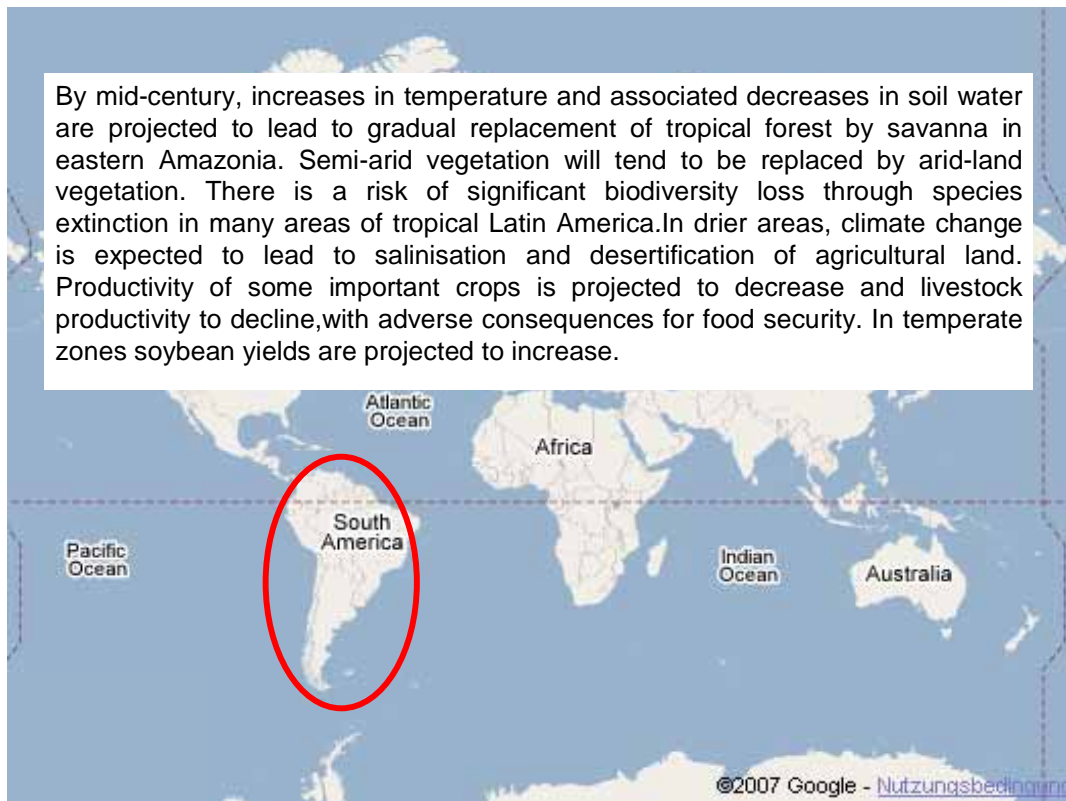 By mid-century, increases in temperature and associated decreases in soil water
are projected to lead to gradual replacement of tropical forest by savanna in
eastern Amazonia. Semi-arid vegetation will tend to be replaced by arid-land
vegetation. There is a risk of significant biodiversity loss through species
extinction in many areas of tropical Latin America.In drier areas, climate change
is expected to lead to salinisation and desertification of agricultural land.
Productivity of some important crops is projected to decrease and livestock
productivity to decline,with adverse consequences for food security. In temperate
zones soybean yields are projected to increase.
Atlantic
Ocean
Africa
South
America
Pacific
Ocean
Indian
Ocean
Australia
©2007 Google - Nutzungsbedingung